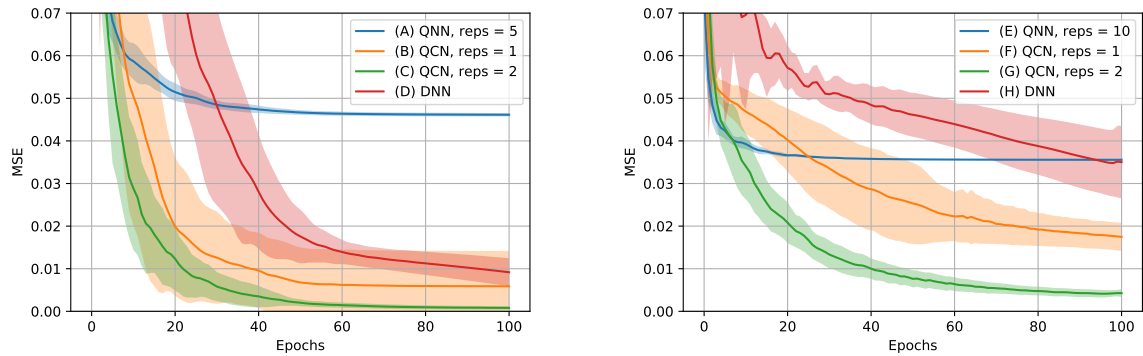 0.07
0.06
0.05
0.04
0.03
0.02
0.01
0.00
MSE
0 20 40 60 80 100
Epochs
(A) QNN, reps = 5
(B) QCN, reps = 1
(C) QCN, reps = 2
(D) DNN
0.07
0.06
0.05
0.04
0.03
0.02
0.01
0.00
MSE
0 20 40 60 80 100
Epochs
(E) QNN, reps = 10
(F) QCN, reps = 1
(G) QCN, reps = 2
(H) DNN